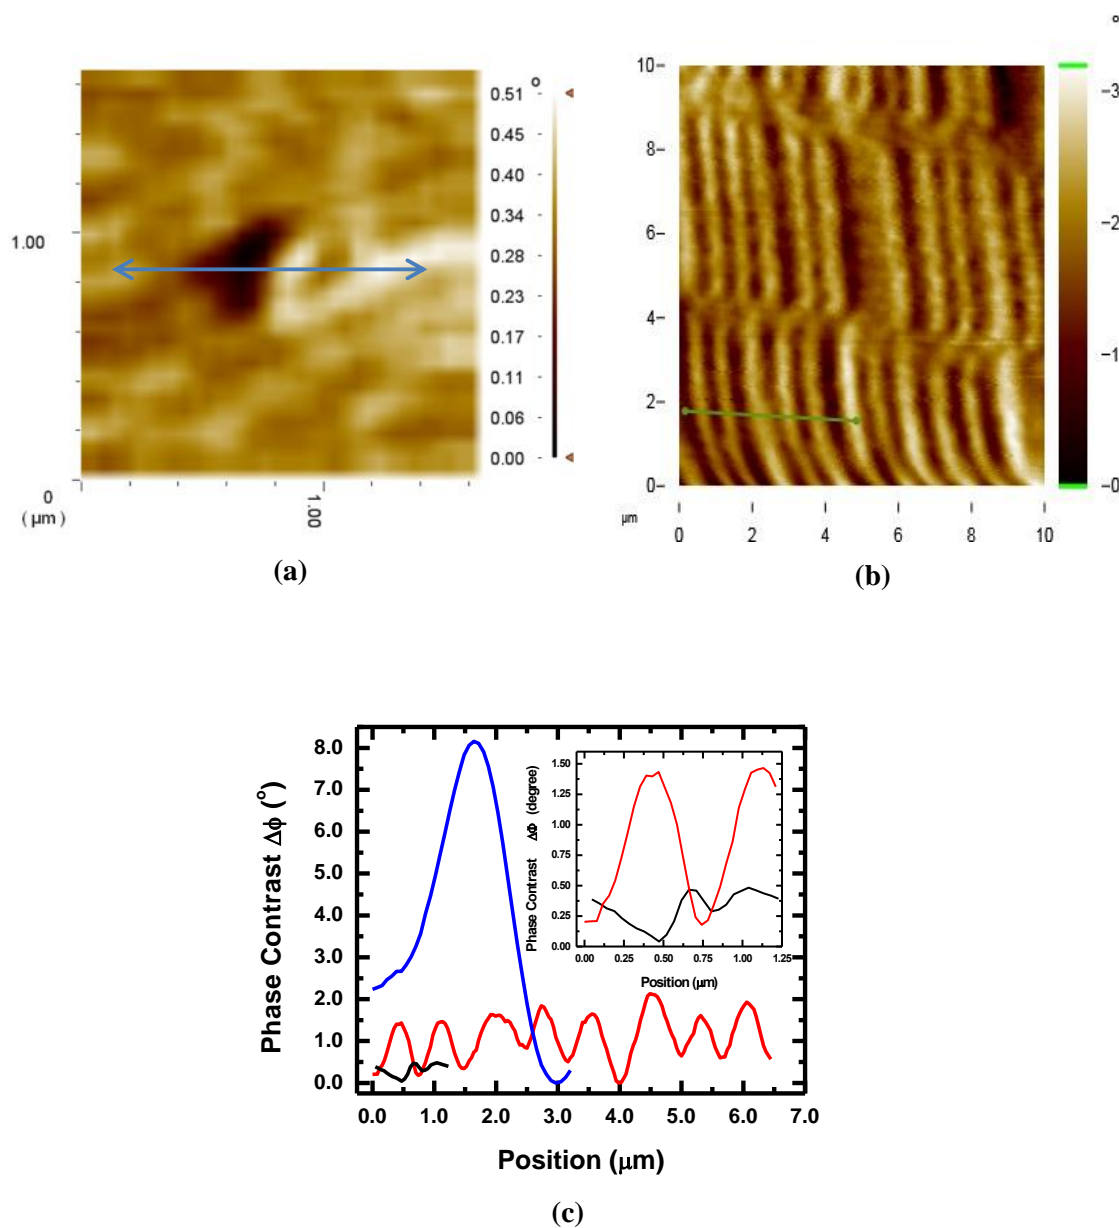 o
0.51
0.45
0.40
0.34
0.28
0.23
0.17
0.11
0.06
0.00
1.00
0
(µm)
1.00
(a)
o
10
8
6
4
2
0
µm
0 2 4 6 8 10
-3
-2
-1
-0
(b)
Phase Contrast Δϕ (°)
8.0
7.0
6.0
5.0
4.0
3.0
2.0
1.0
0.0
0.0 1.0 2.0 3.0 4.0 5.0 6.0 7.0
Position (µm)
Phase Contrast ΔΦ (degree)
1.50
1.25
1.00
0.75
0.50
0.25
0.00
0.00 0.25 0.50 0.75 1.00 1.25
Position (µm)
(c)